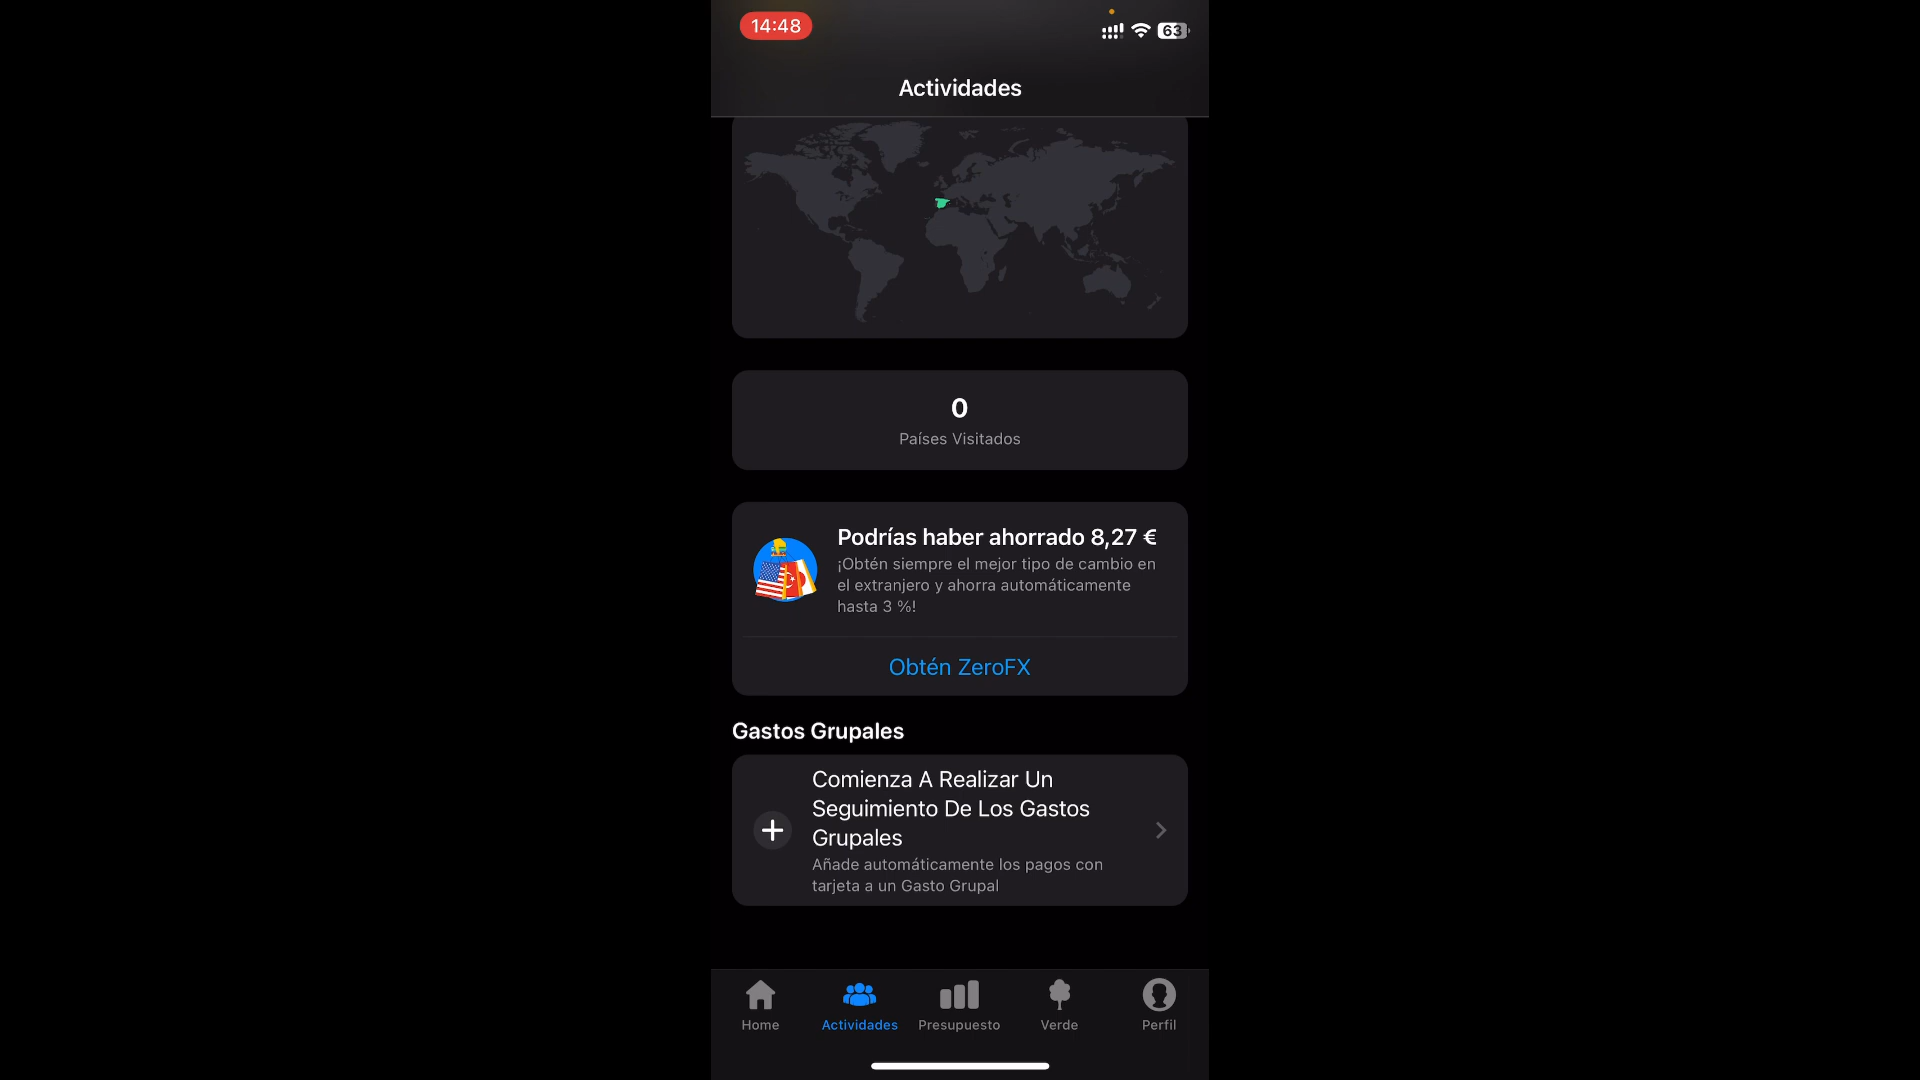 14:48
63
Actividades
0
Países Visitados
Podrías haber ahorrado 8,27 €
¡Obtén siempre el mejor tipo de cambio en
el extranjero y ahorra automáticamente
hasta 3 %!
Obtén ZeroFX
Gastos Grupales
Comienza A Realizar Un
Seguimiento De Los Gastos
Grupales
Añade automáticamente los pagos con
tarjeta a un Gasto Grupal
Home
Actividades
Presupuesto
Verde
Perfil